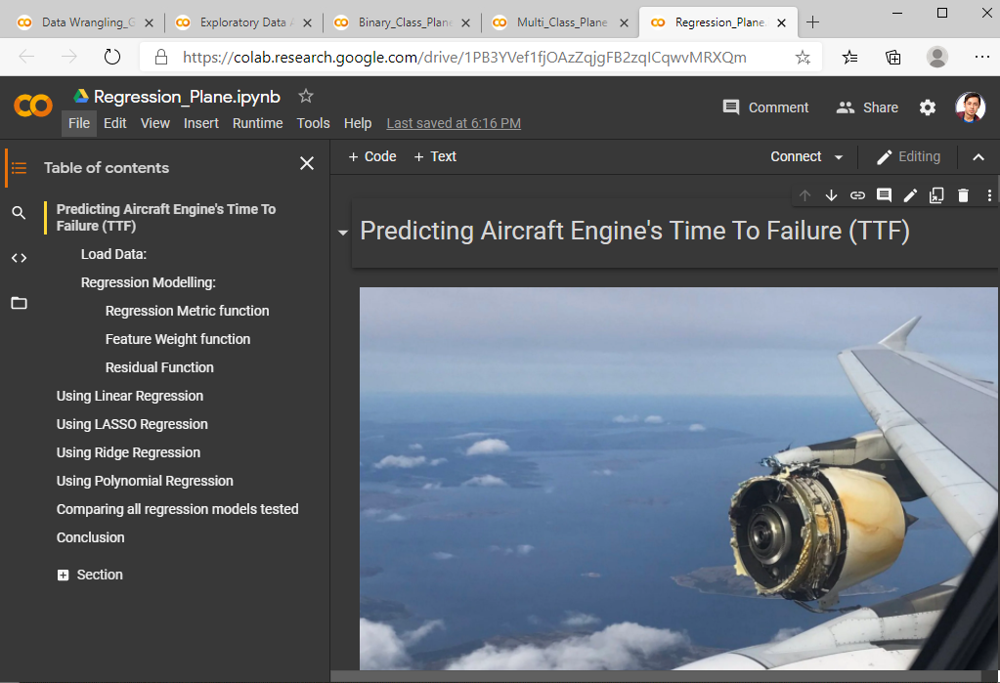 Data Wrangling_G
Exploratory Data A
Binary_Class_Plane
Multi_Class_Plane
Regression_Plane.
https://colab.research.google.com/drive/1PB3YVef1fjOAzZqjgFB2zqICqwvMRXQm
Regression_Plane.ipynb
File Edit View Insert Runtime Tools Help Last saved at 6:16 PM
Comment Share
Table of contents
+ Code + Text
Connect
Editing
Predicting Aircraft Engine's Time To
Failure (TTF)
Load Data:
Regression Modelling:
Regression Metric function
Feature Weight function
Residual Function
Using Linear Regression
Using LASSO Regression
Using Ridge Regression
Using Polynomial Regression
Comparing all regression models tested
Conclusion
Section
Predicting Aircraft Engine's Time To Failure (TTF)